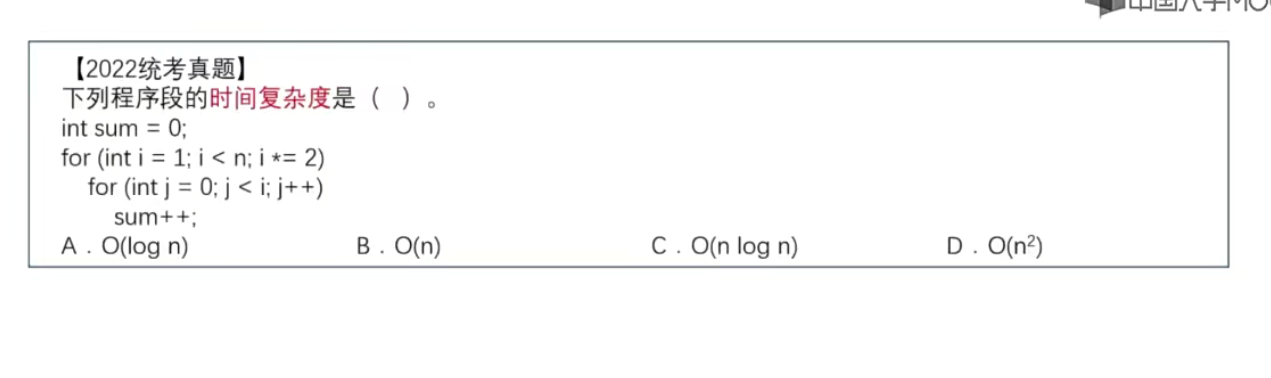 中国大学MO
【2022统考真题】
下列程序段的时间复杂度是（ ）。
int sum = 0;
for (int i = 1; i < n; i *= 2)
for (int j = 0; j < i; j++)
sum++;
A．O(log n) B．O(n) C．O(n log n) D．O(n²)